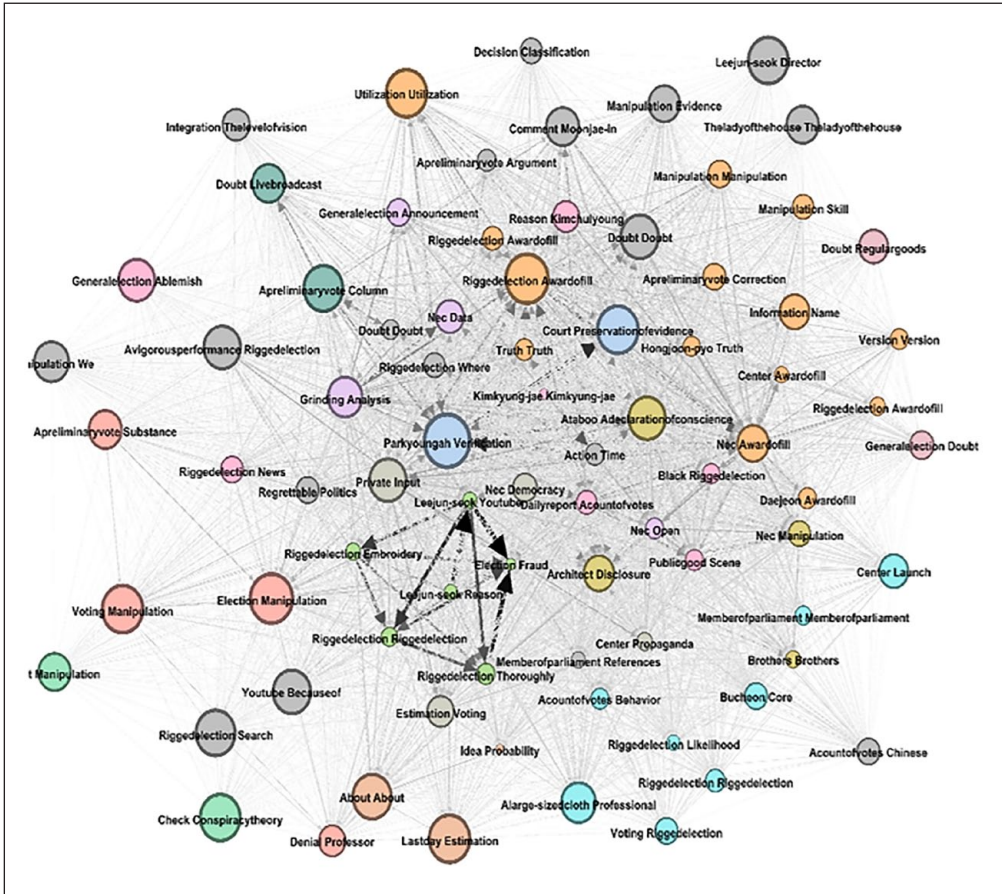 Decision Classification
Leejun-seok Director
Utilization Utilization
Manipulation Evidence
Integration Thelevelofvision
Comment Moonjae-in
Theladyofthehouse Theladyofthehouse
Apreliminaryvote Argument
Manipulation Manipulation
Doubt Livebroadcast
Generalelection Announcement
Reason Kimchulyoung
Manipulation Skill
Riggedelection Awardofill
Doubt Doubt
Doubt Regulargoods
Generalelection Ablemish
Riggedelection Awardofill
Apreliminaryvote Correction
Apreliminaryvote Column
Information Name
Nec Data
Doubt Doubt
Court Preservationofevidence
Version Version
Avigorousperformance Riggedelection
Truth Truth
Hongjoon-pyo Truth
ipulation We
Riggedelection Where
Center Awardofill
Grinding Analysis
Kimkyung-jae Kimkyung-jae
Riggedelection Awardofill
Ataboo Adeclarationofconscience
Apreliminaryvote Substance
Parkyoungah Verification
Nec Awardofill
Generalelection Doubt
Action Time
Riggedelection News
Private Input
Black Riggedelection
Regrettable Politics
Nec Democracy
Leejun-seok Youtube
Dailyreport Acountofvotes
Daejeon Awardofill
Nec Open
Nec Manipulation
Riggedelection Embroidery
Election Fraud
Publicgood Scene
Architect Disclosure
Center Launch
Leejun-seok Reason
Voting Manipulation
Election Manipulation
Memberofparliament Memberofparliament
Riggedelection Riggedelection
Center Propaganda
Memberofparliament References
Brothers Brothers
t Manipulation
Riggedelection Thoroughly
Youtube Becauseof
Acountofvotes Behavior
Bucheon Core
Estimation Voting
Riggedelection Search
Idea Probability
Riggedelection Likelihood
Acountofvotes Chinese
Riggedelection Riggedelection
About About
Alarge-sizedcloth Professional
Check Conspiracytheory
Voting Riggedelection
Denial Professor
Lastday Estimation